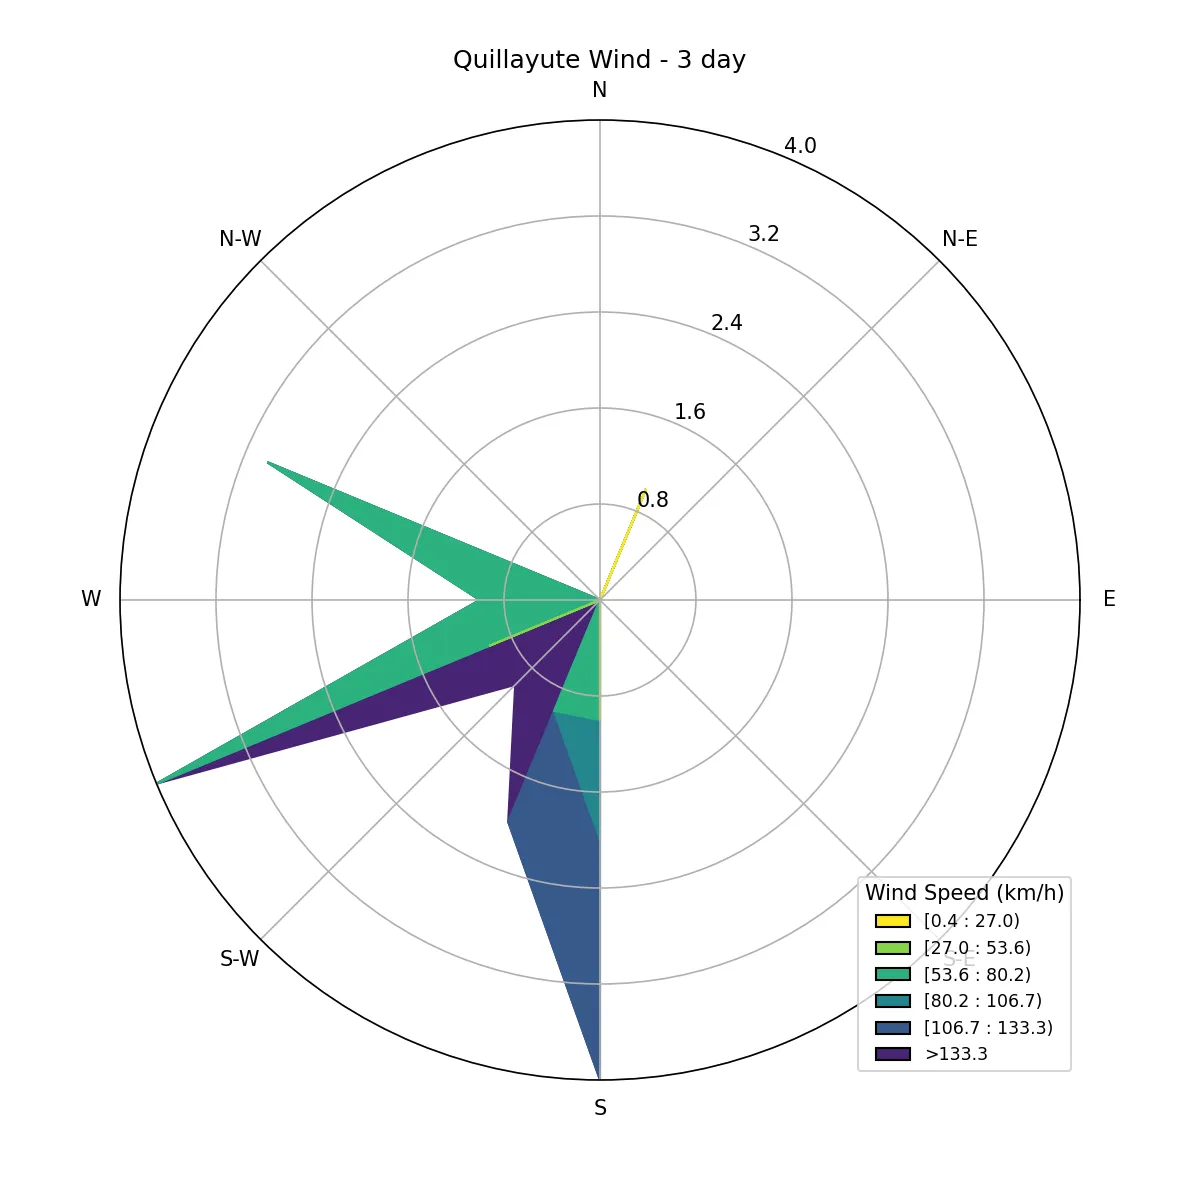 Quillayute Wind - 3 day
N
4.0
N-W
3.2
N-E
2.4
1.6
0.8
W
E
S-W
S-E
Wind Speed (km/h)
[0.4 : 27.0)
[27.0 : 53.6)
[53.6 : 80.2)
[80.2 : 106.7)
[106.7 : 133.3)
>133.3
S